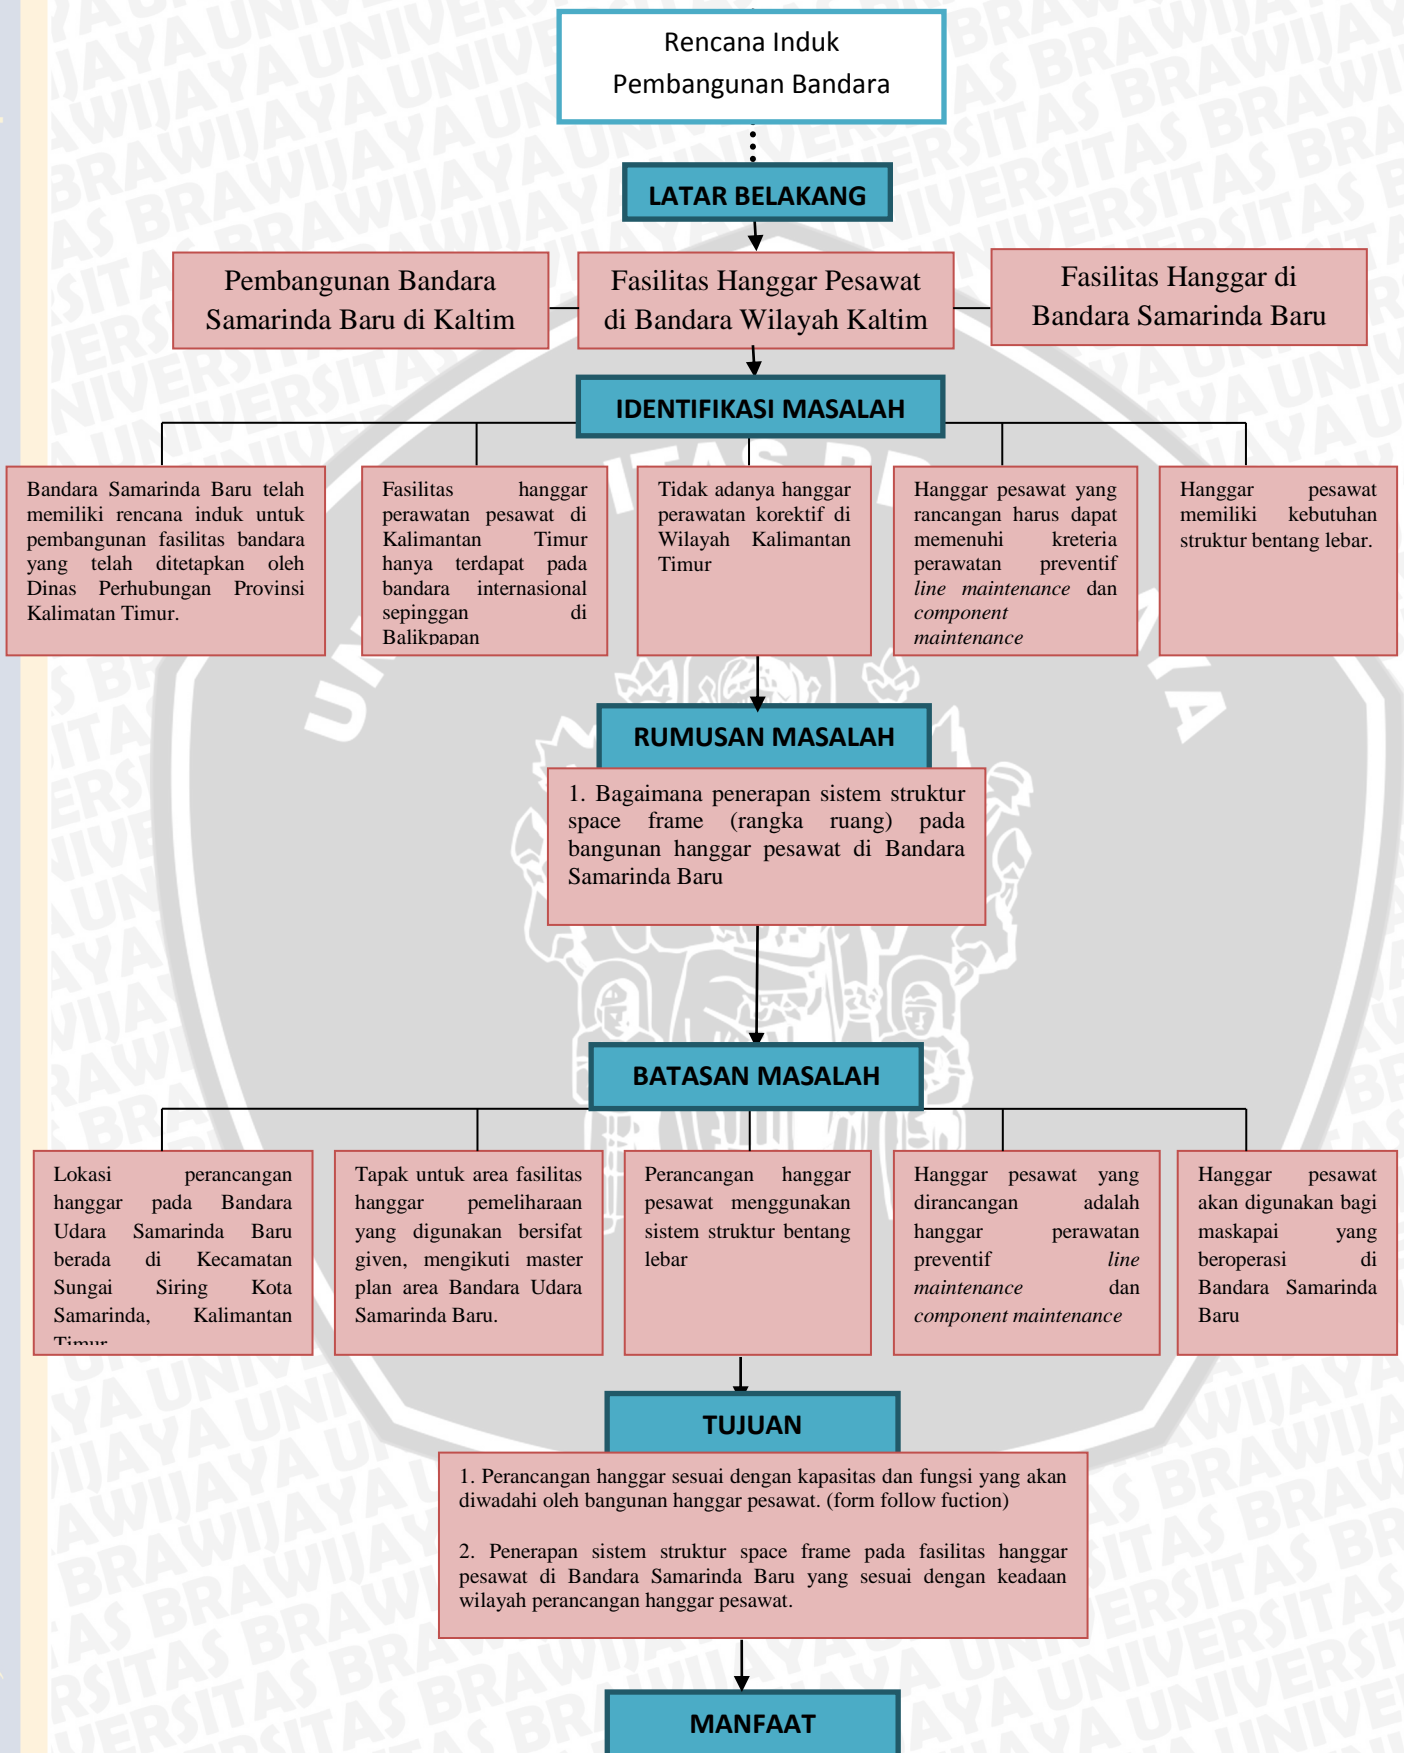 Rencana Induk
Pembangunan Bandara
LATAR BELAKANG
Pembangunan Bandara
Samarinda Baru di Kaltim
Fasilitas Hanggar Pesawat
di Bandara Wilayah Kaltim
Fasilitas Hanggar di
Bandara Samarinda Baru
IDENTIFIKASI MASALAH
Bandara Samarinda Baru telah
memiliki rencana induk untuk
pembangunan fasilitas bandara
yang telah ditetapkan oleh
Dinas Perhubungan Provinsi
Kalimatan Timur.
Fasilitas hanggar
perawatan pesawat di
Kalimantan Timur
hanya terdapat pada
bandara internasional
sepinggan di
Balikpapan
Tidak adanya hanggar
perawatan korektif di
Wilayah Kalimantan
Timur
Hanggar pesawat yang
rancangan harus dapat
memenuhi kreteria
perawatan preventif
line maintenance dan
component
maintenance
Hanggar pesawat
memiliki kebutuhan
struktur bentang lebar.
RUMUSAN MASALAH
1. Bagaimana penerapan sistem struktur
space frame (rangka ruang) pada
bangunan hanggar pesawat di Bandara
Samarinda Baru
BATASAN MASALAH
Lokasi perancangan
hanggar pada Bandara
Udara Samarinda Baru
berada di Kecamatan
Sungai Siring Kota
Samarinda, Kalimantan
Timur
Tapak untuk area fasilitas
hanggar pemeliharaan
yang digunakan bersifat
given, mengikuti master
plan area Bandara Udara
Samarinda Baru.
Perancangan hanggar
pesawat menggunakan
sistem struktur bentang
lebar
Hanggar pesawat yang
dirancangan adalah
hanggar perawatan
preventif line
maintenance dan
component maintenance
Hanggar pesawat
akan digunakan bagi
maskapai yang
beroperasi di
Bandara Samarinda
Baru
TUJUAN
1. Perancangan hanggar sesuai dengan kapasitas dan fungsi yang akan
diwadahi oleh bangunan hanggar pesawat. (form follow fuction)
2. Penerapan sistem struktur space frame pada fasilitas hanggar
pesawat di Bandara Samarinda Baru yang sesuai dengan keadaan
wilayah perancangan hanggar pesawat.
MANFAAT